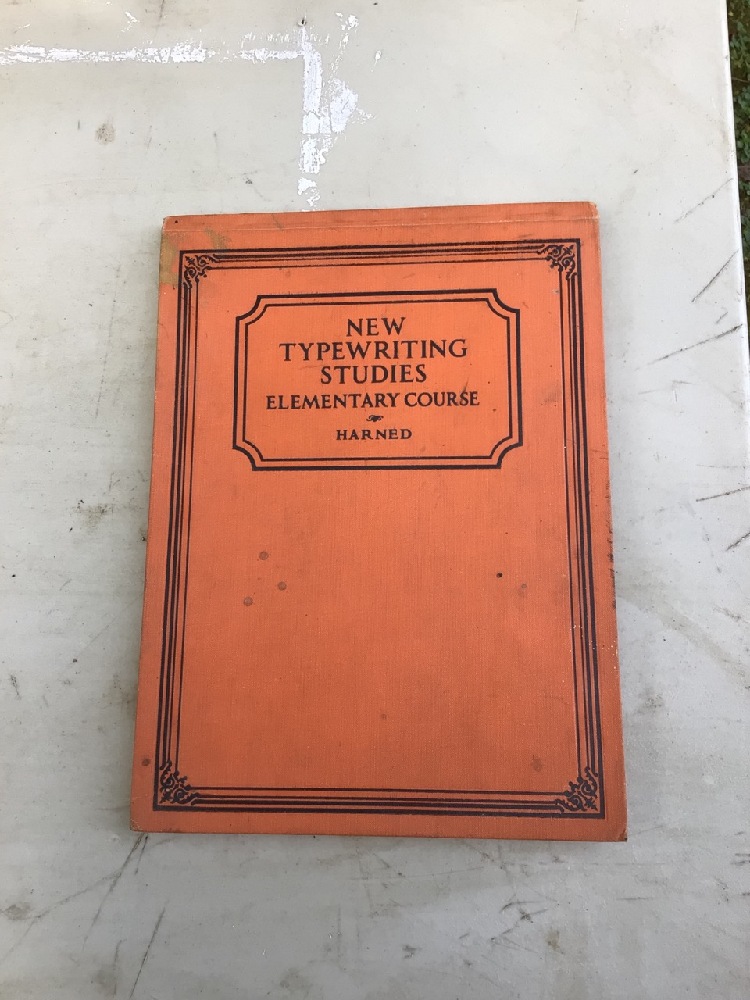 NEW
TYPEWRITING
STUDIES
ELEMENTARY COURSE
HARNED